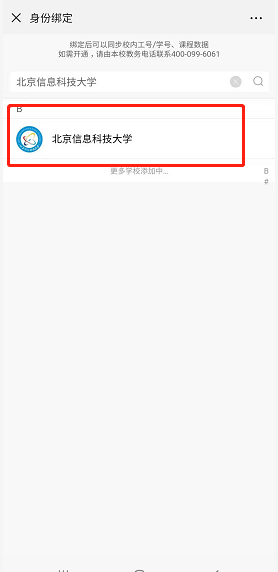 身份绑定
绑定后可以同步校内工号/学号、课程数据
如需开通，请由本校教务电话联系400-099-6061
北京信息科技大学
B
北京信息科技大学
更多学校添加中...
B
#